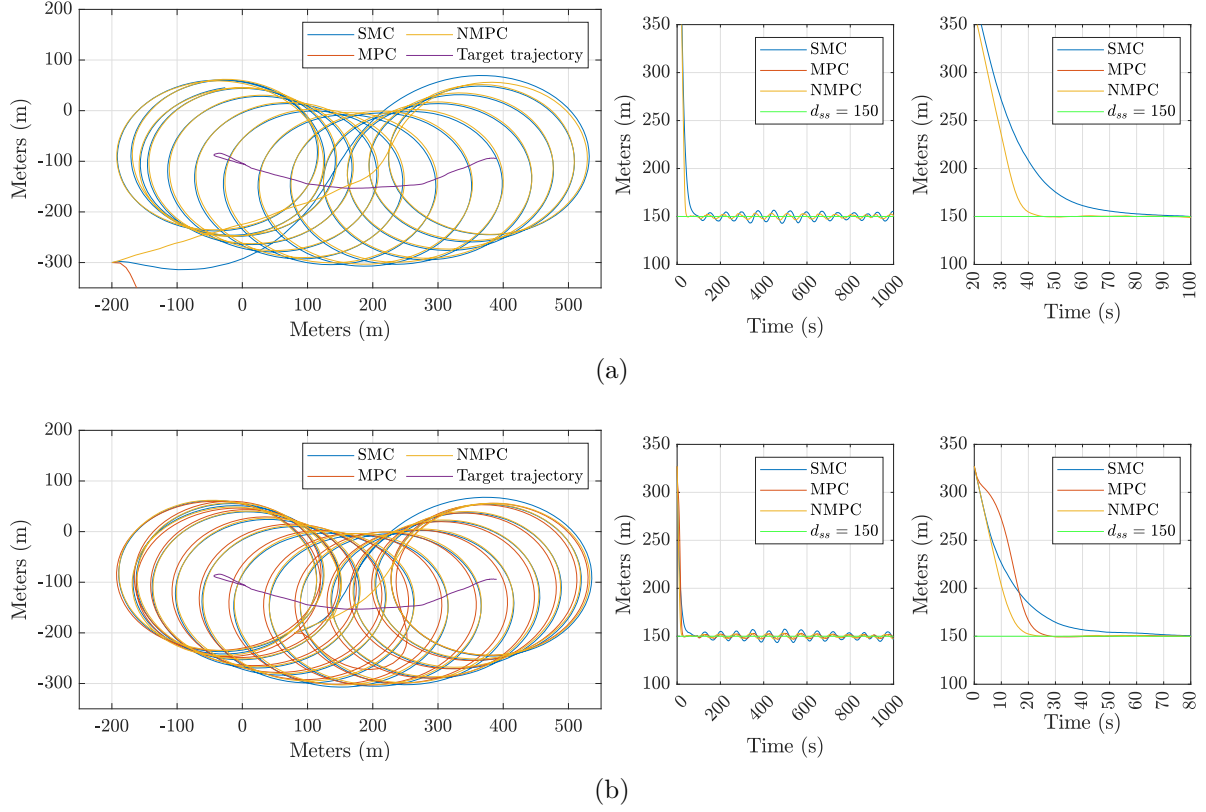 200
100
0
-100
-200
-300
Meters (m)
-200 -100 0 100 200 300 400 500
Meters (m)
SMC NMPC
MPC Target trajectory
350
300
250
200
150
100
Meters (m)
0 200 400 600 800 1000
Time (s)
SMC
MPC
NMPC
d_ss = 150
350
300
250
200
150
100
Meters (m)
20 30 40 50 60 70 80 90 100
Time (s)
SMC
MPC
NMPC
d_ss = 150
(a)
200
100
0
-100
-200
-300
Meters (m)
-200 -100 0 100 200 300 400 500
Meters (m)
SMC NMPC
MPC Target trajectory
350
300
250
200
150
100
Meters (m)
0 200 400 600 800 1000
Time (s)
SMC
MPC
NMPC
d_ss = 150
350
300
250
200
150
100
Meters (m)
0 10 20 30 40 50 60 70 80
Time (s)
SMC
MPC
NMPC
d_ss = 150
(b)